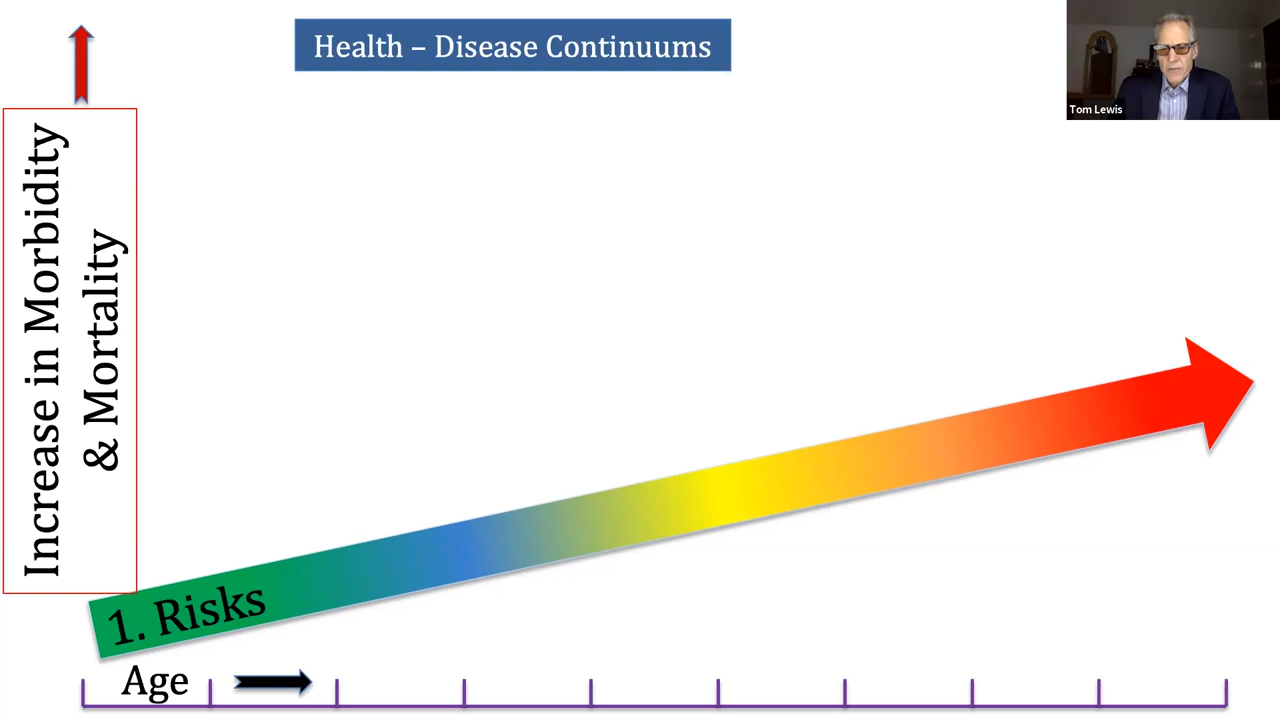 Health – Disease Continuums
Tom Lewis
Increase in Morbidity
& Mortality
1. Risks
Age